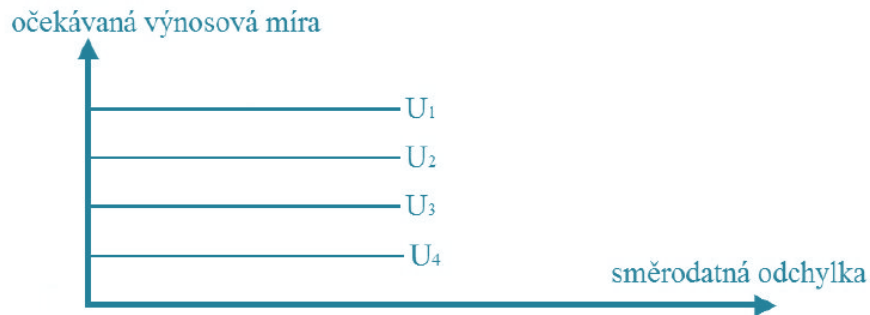 očekávaná výnosová míra
U₁
U₂
U₃
U₄
směrodatná odchylka